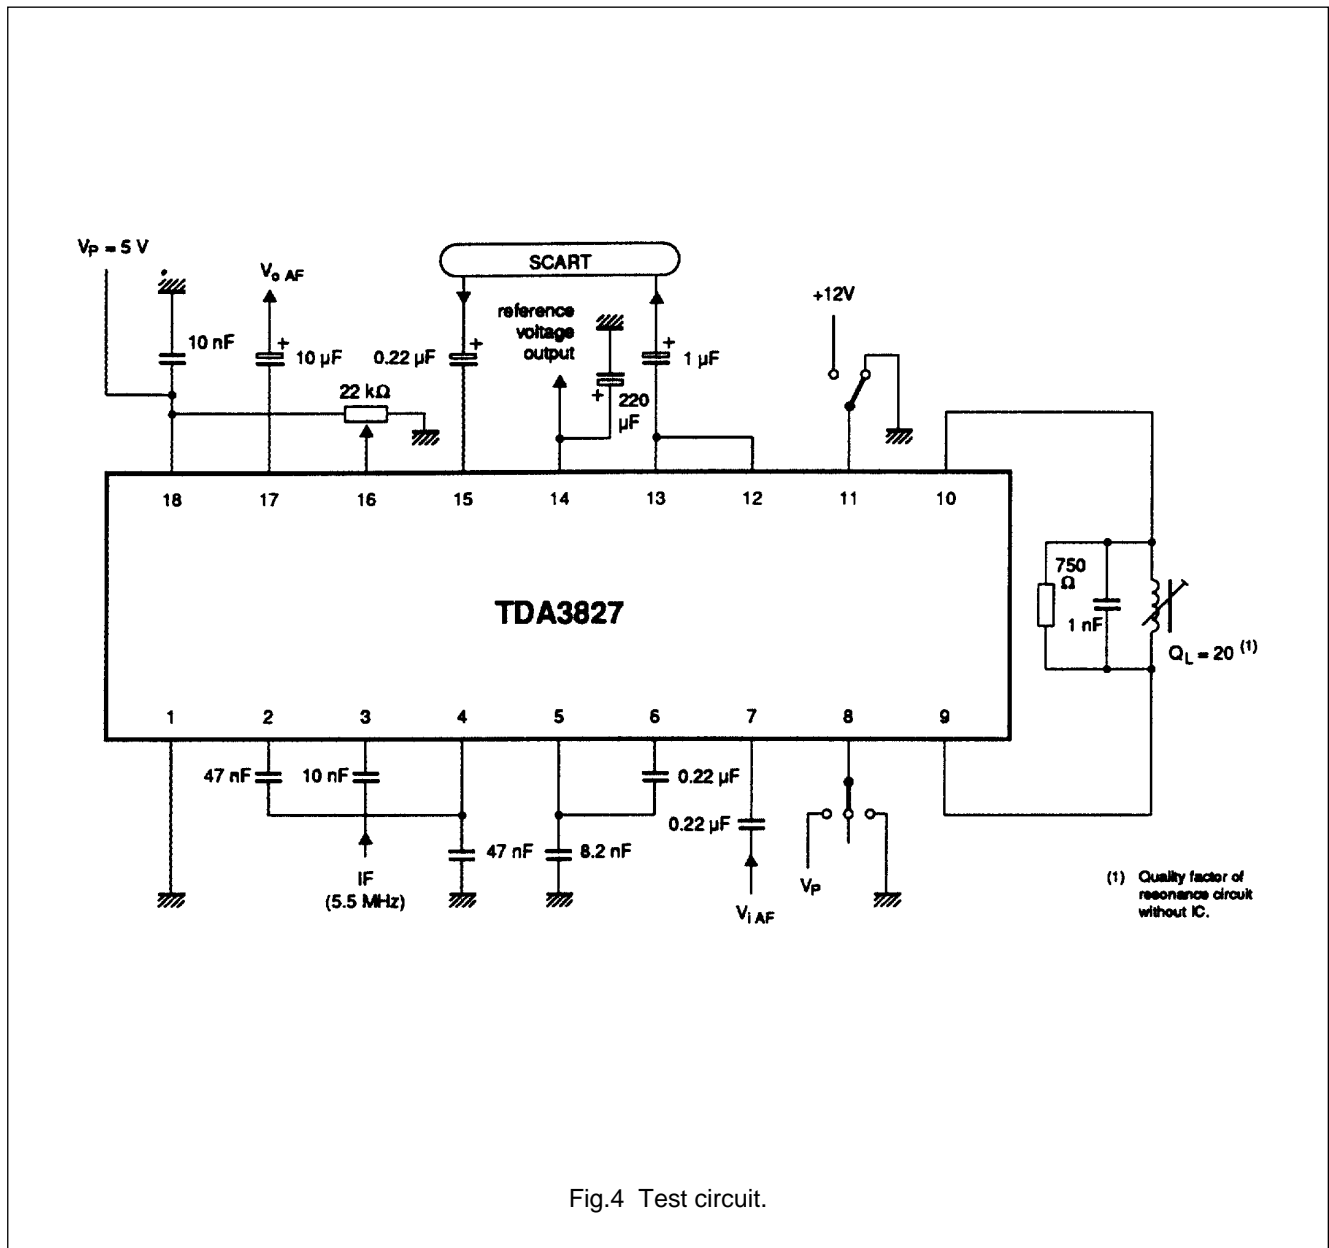 VP = 5 V
Vo AF
SCART
reference
voltage
output
+12V
10 nF
10 µF
0.22 µF
1 µF
22 kΩ
220
µF
18 17 16 15 14 13 12 11 10
750
Ω
1 nF
QL = 20 (1)
TDA3827
1 2 3 4 5 6 7 8 9
47 nF
10 nF
0.22 µF
0.22 µF
47 nF
8.2 nF
IF
(5.5 MHz)
Vi AF
VP
(1) Quality factor of
resonance circuit
without IC.
Fig.4 Test circuit.